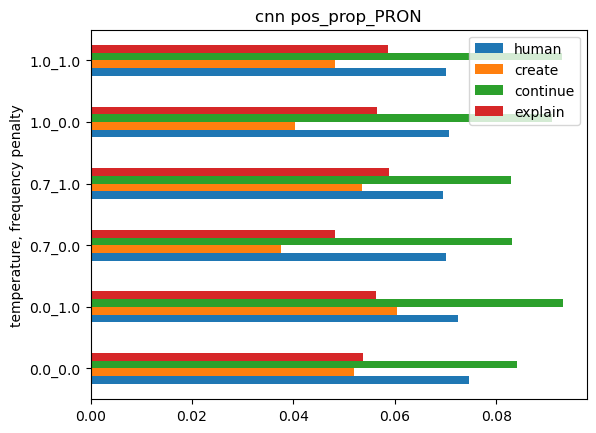 cnn pos_prop_PRON
human
create
continue
explain
temperature, frequency penalty
1.0_1.0
1.0_0.0
0.7_1.0
0.7_0.0
0.0_1.0
0.0_0.0
0.00 0.02 0.04 0.06 0.08